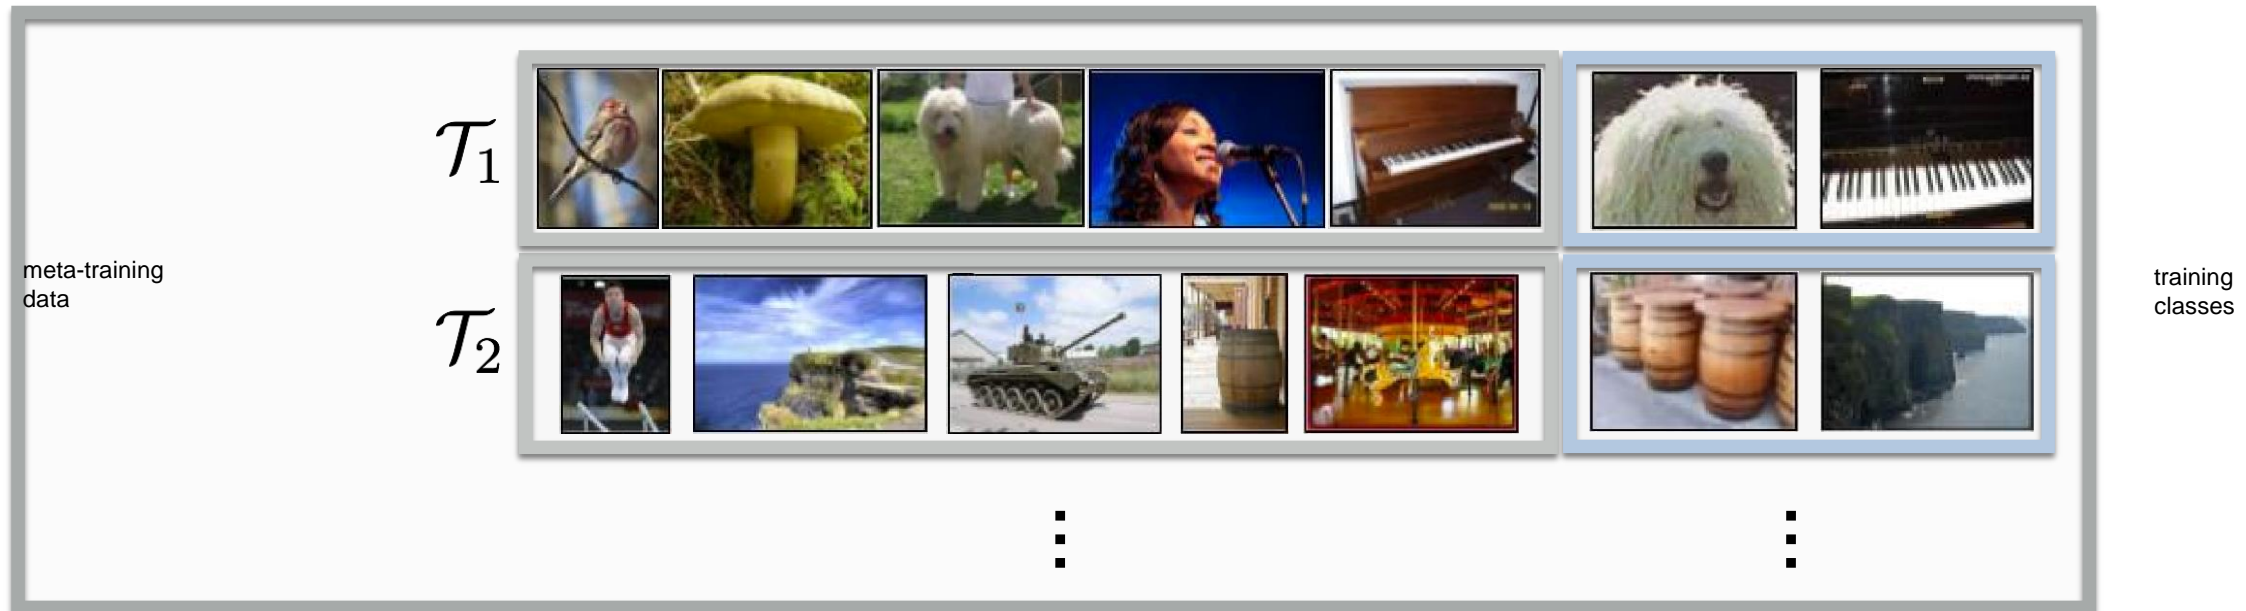 𝒯₁
meta-training
data
training
classes
𝒯₂